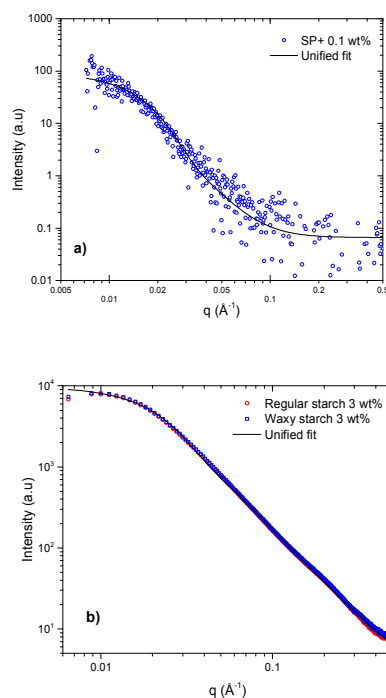 1000
SP+ 0.1 wt%
Unified fit
100
10
1
0.1
0.01
Intensity (a.u)
a)
0.005 0.01 0.02 0.05 0.1 0.2 0.5
q (Å⁻¹)
10⁴
Regular starch 3 wt%
Waxy starch 3 wt%
Unified fit
10³
10²
10¹
Intensity (a.u)
b)
0.01 0.1
q (Å⁻¹)